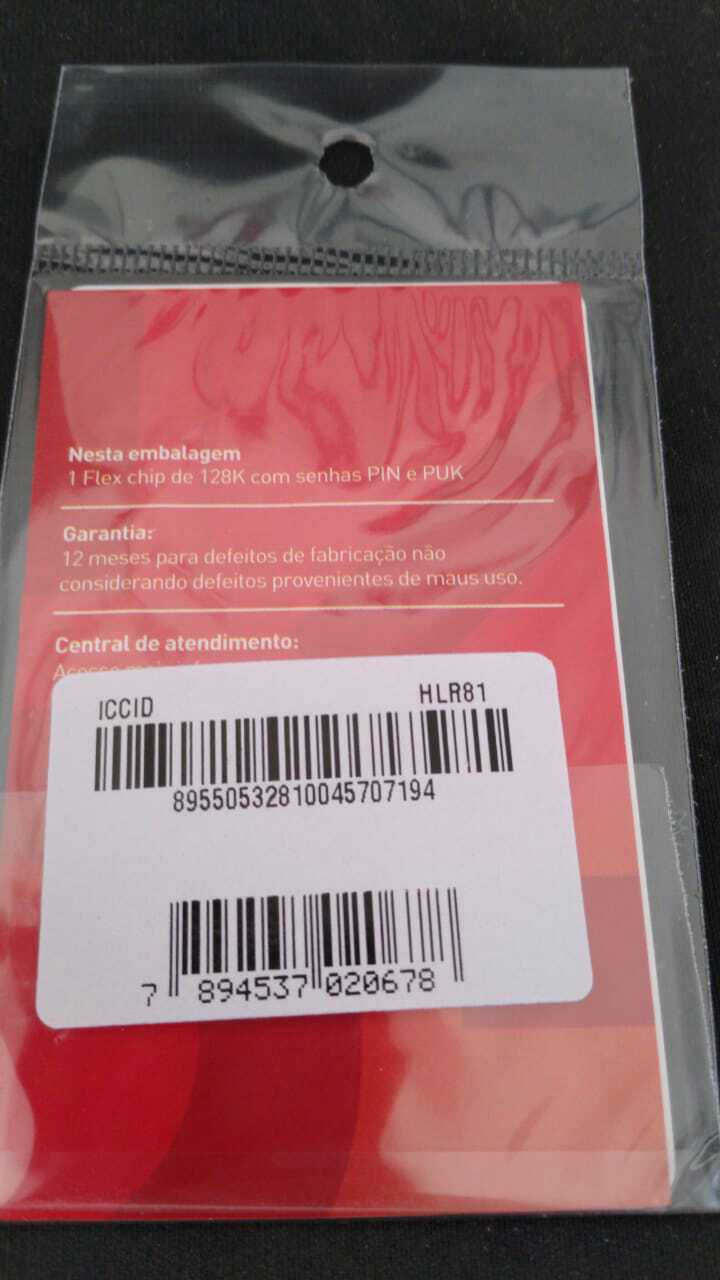 Nesta embalagem
1 Flex chip de 128K com senhas PIN e PUK
Garantia:
12 meses para defeitos de fabricação não
considerando defeitos provenientes de maus uso.
Central de atendimento:
Acesse
ICCID HLR81
89550532810045707194
7 894537 020678